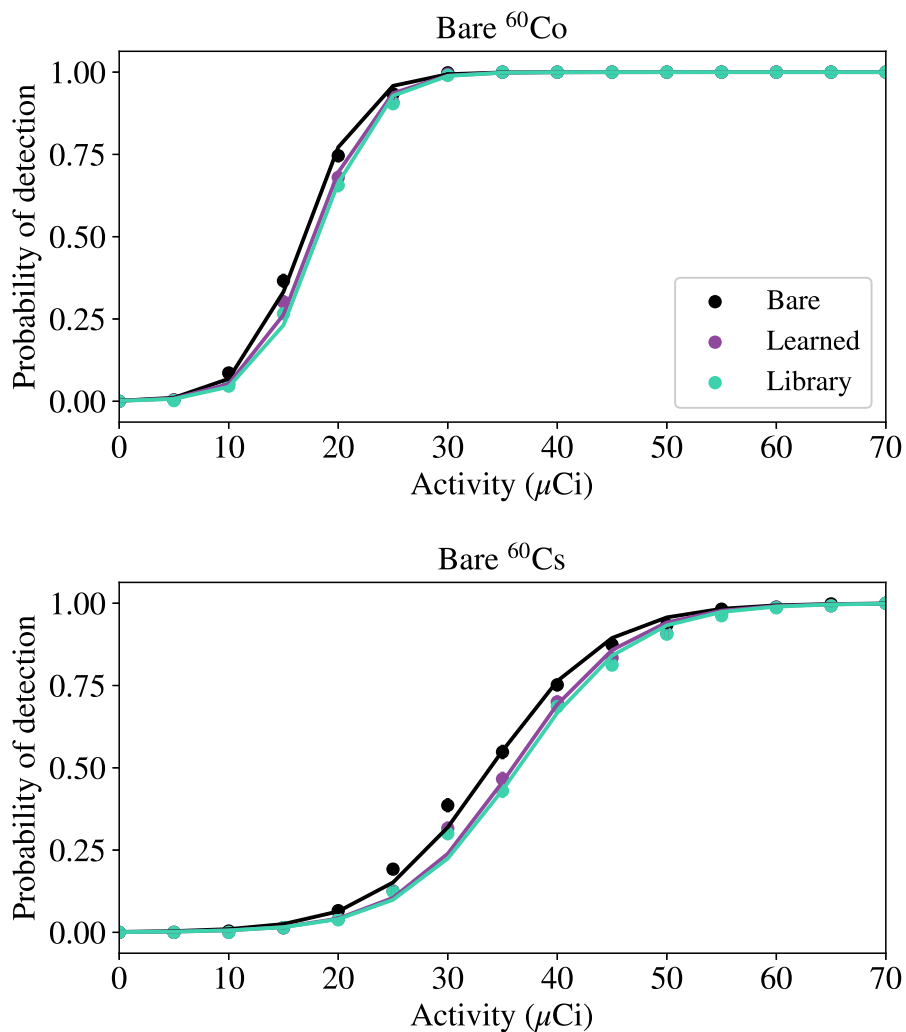 Bare ⁶⁰Co
Probability of detection
1.00
0.75
0.50
0.25
0.00
Bare
Learned
Library
0 10 20 30 40 50 60 70
Activity (μCi)
Bare ⁶⁰Cs
Probability of detection
1.00
0.75
0.50
0.25
0.00
0 10 20 30 40 50 60 70
Activity (μCi)